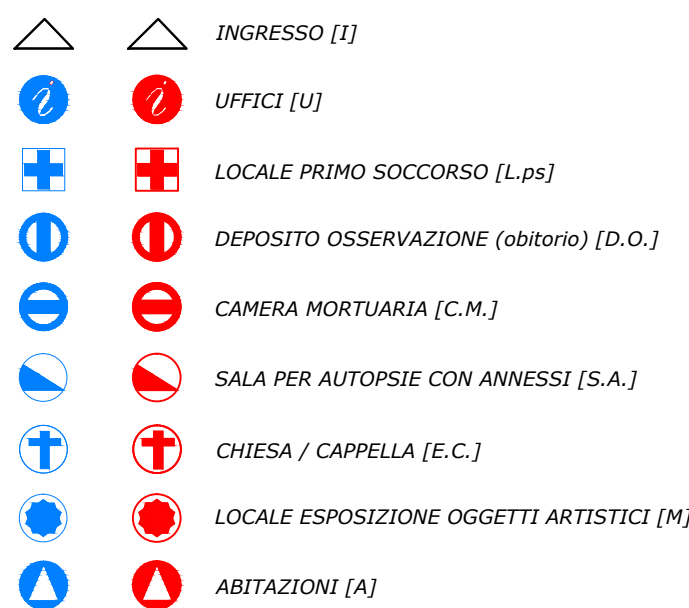 INGRESSO [I]
i i UFFICI [U]
LOCALE PRIMO SOCCORSO [L.ps]
DEPOSITO OSSERVAZIONE (obitorio) [D.O.]
CAMERA MORTUARIA [C.M.]
SALA PER AUTOPSIE CON ANNESSI [S.A.]
CHIESA / CAPPELLA [E.C.]
LOCALE ESPOSIZIONE OGGETTI ARTISTICI [M]
ABITAZIONI [A]